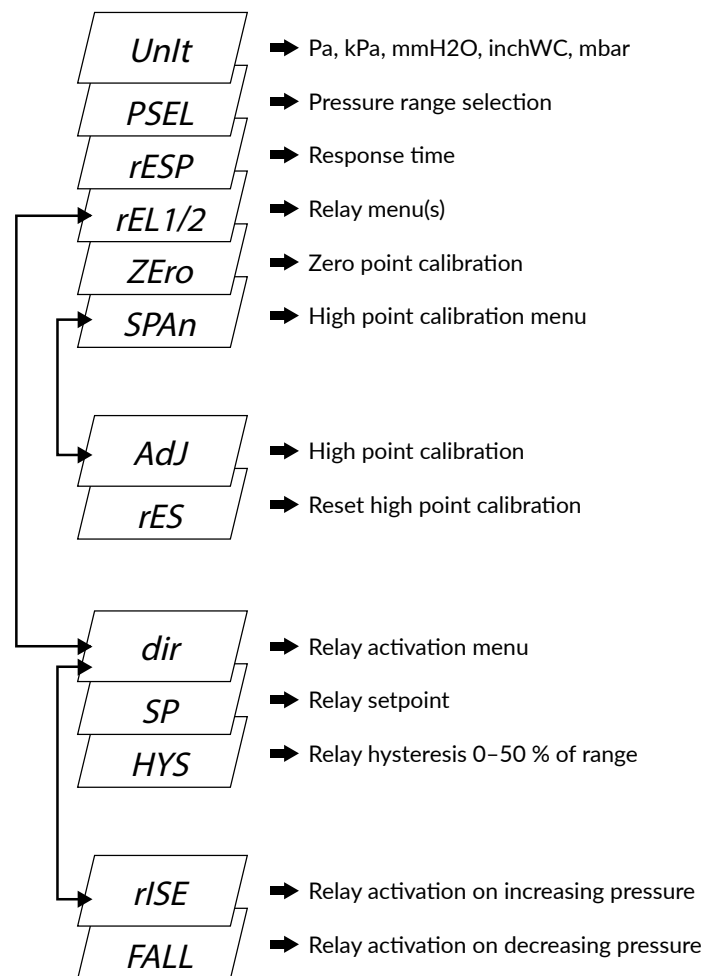 UnIt Pa, kPa, mmH2O, inchWC, mbar
PSEL Pressure range selection
rESP Response time
rEL1/2 Relay menu(s)
ZEro Zero point calibration
SPAn High point calibration menu
AdJ High point calibration
rES Reset high point calibration
dir Relay activation menu
SP Relay setpoint
HYS Relay hysteresis 0–50 % of range
rISE Relay activation on increasing pressure
FALL Relay activation on decreasing pressure